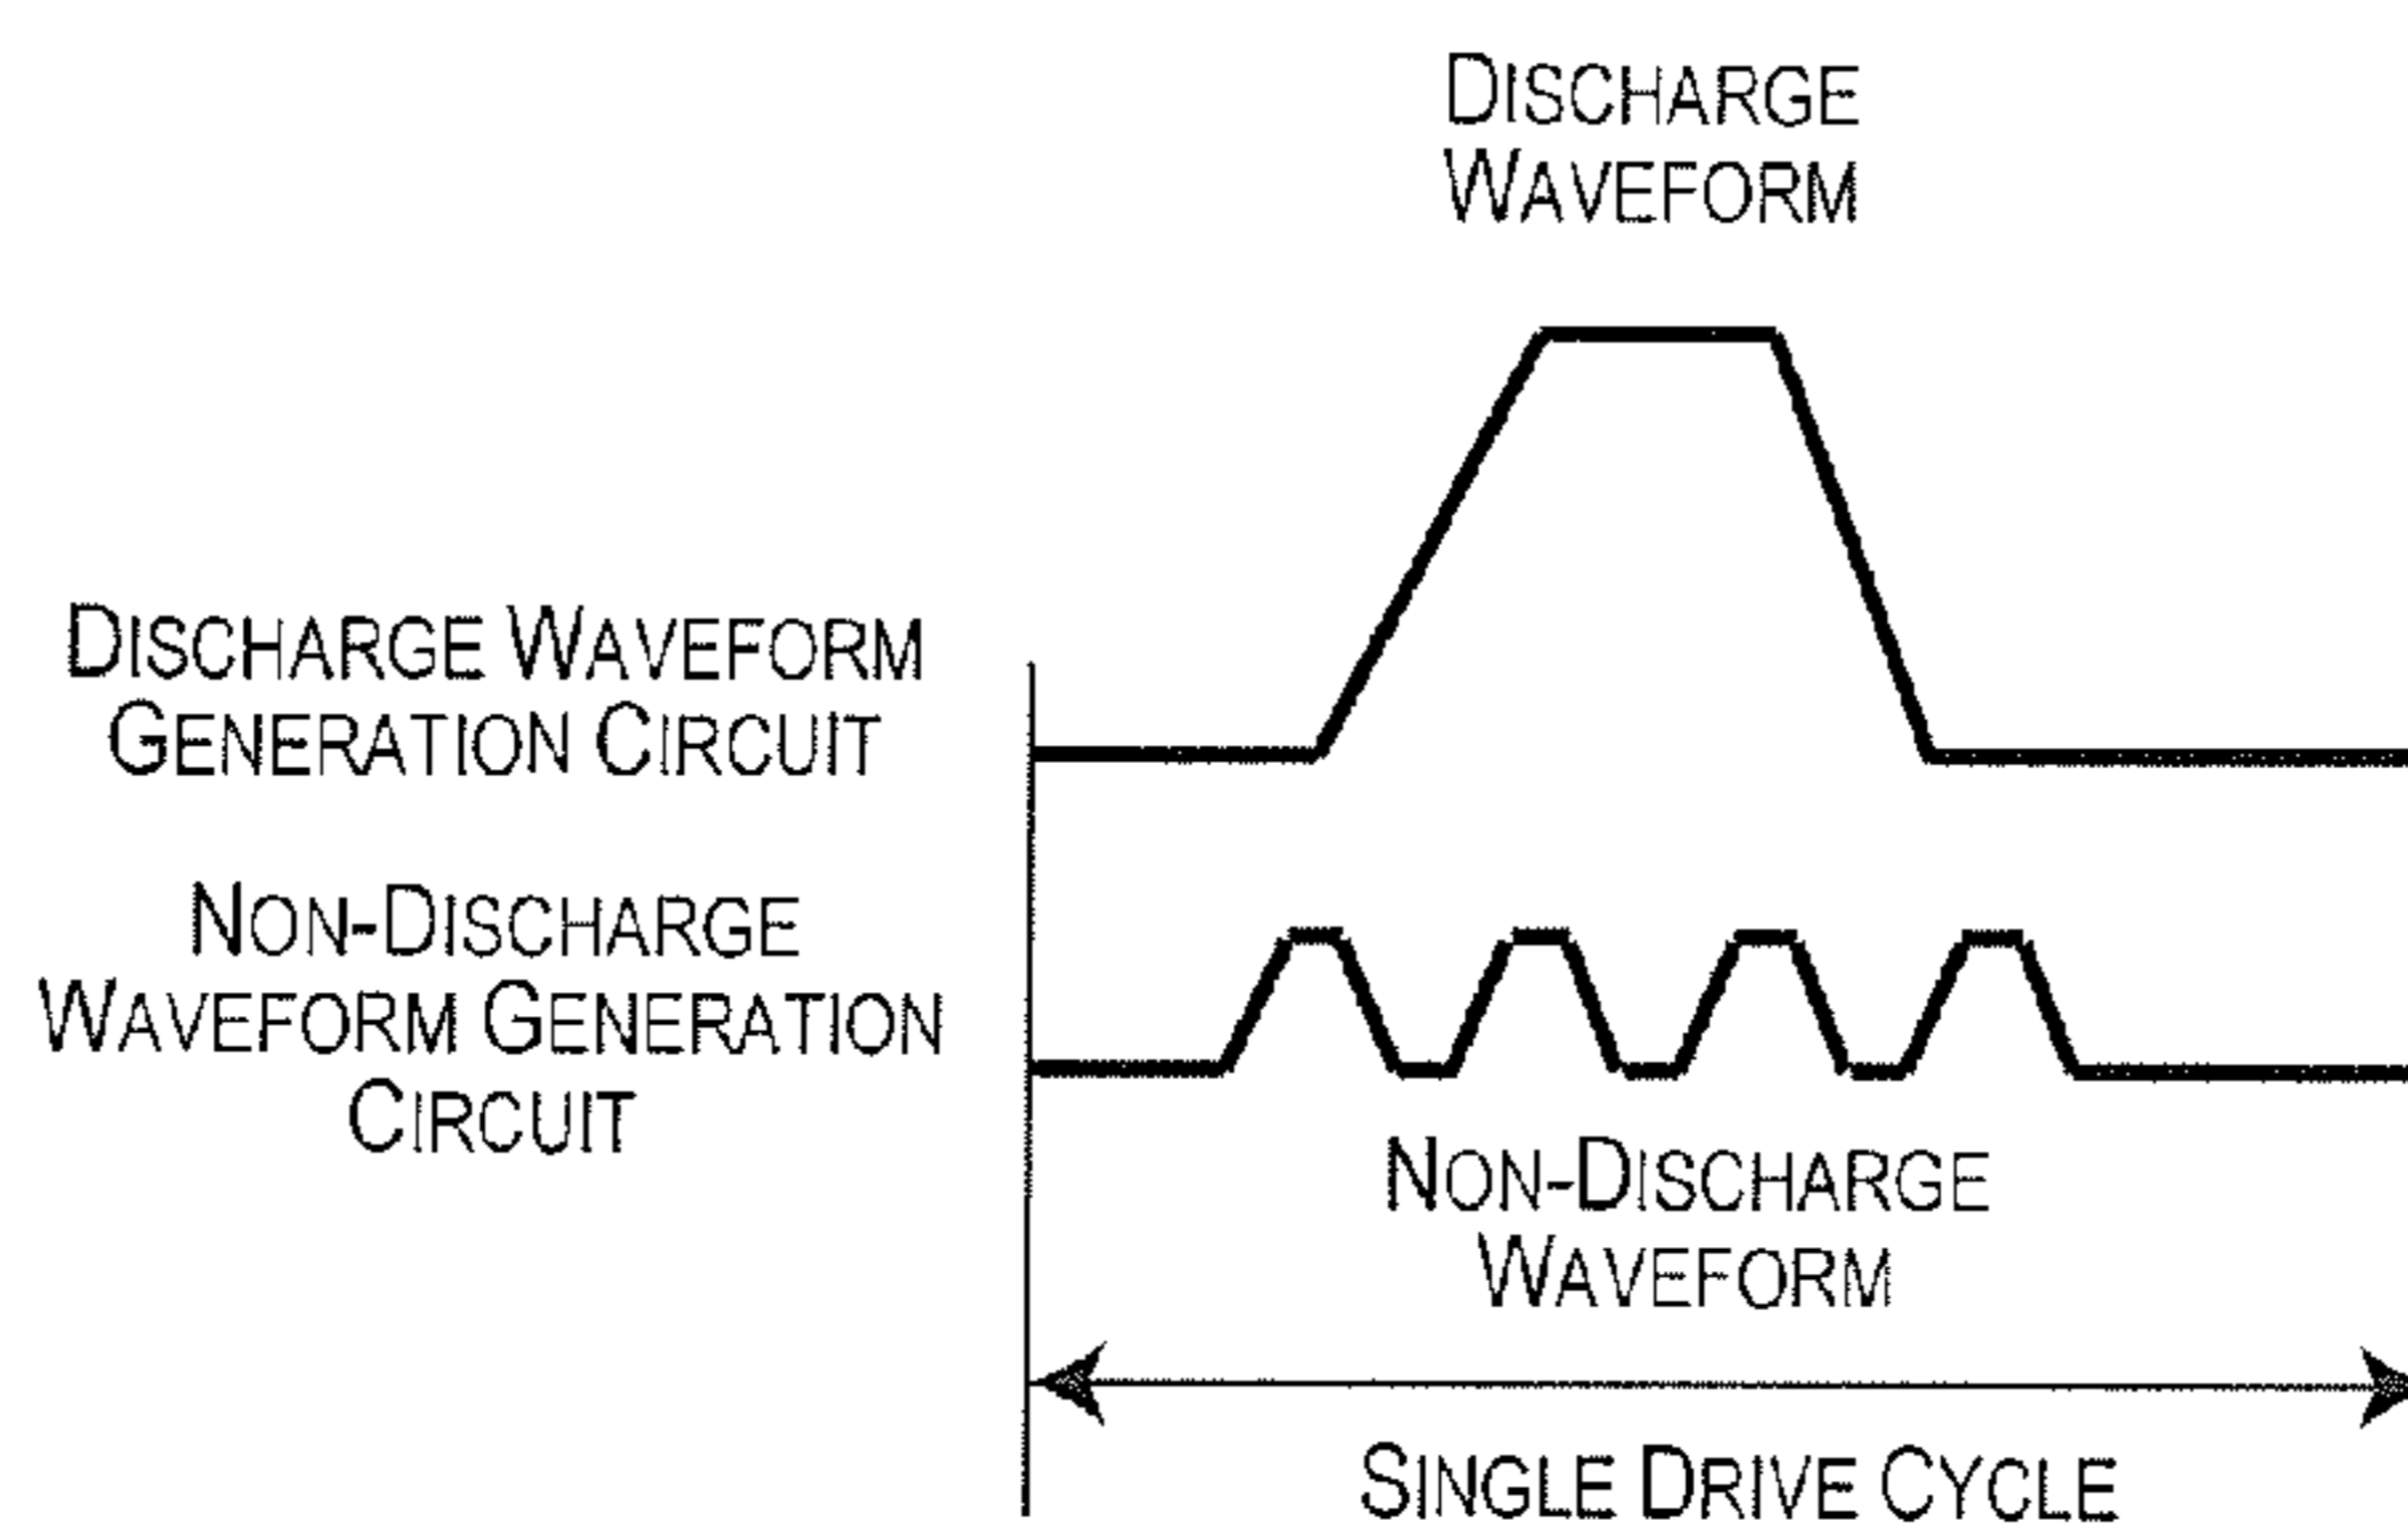 DISCHARGE
WAVEFORM
DISCHARGE WAVEFORM
GENERATION CIRCUIT
NON-DISCHARGE
WAVEFORM GENERATION
CIRCUIT
NON-DISCHARGE
WAVEFORM
SINGLE DRIVE CYCLE